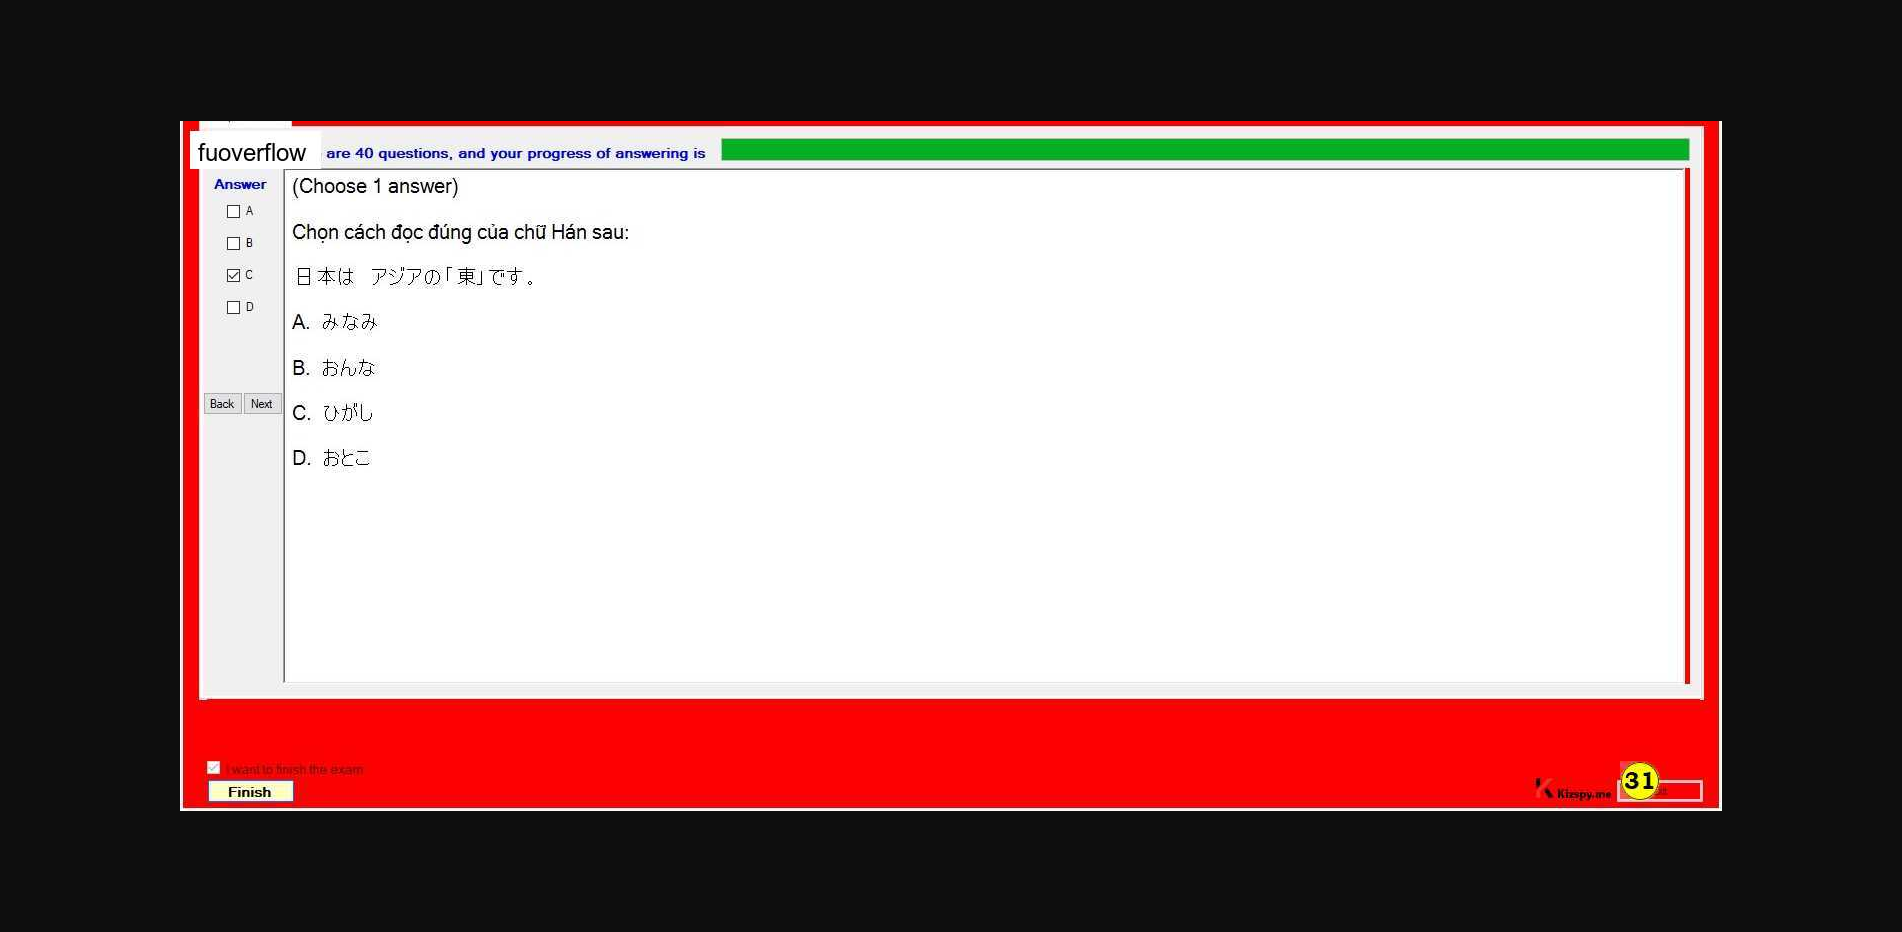 fuoverflow are 40 questions, and your progress of answering is
Answer
A
B
C
D
Back Next
(Choose 1 answer)
Chọn cách đọc đúng của chữ Hán sau:
日本は　アジアの「東」です。
A. みなみ
B. おんな
C. ひがし
D. おとこ
I want to finish the exam
Finish
Kizspy.me
31